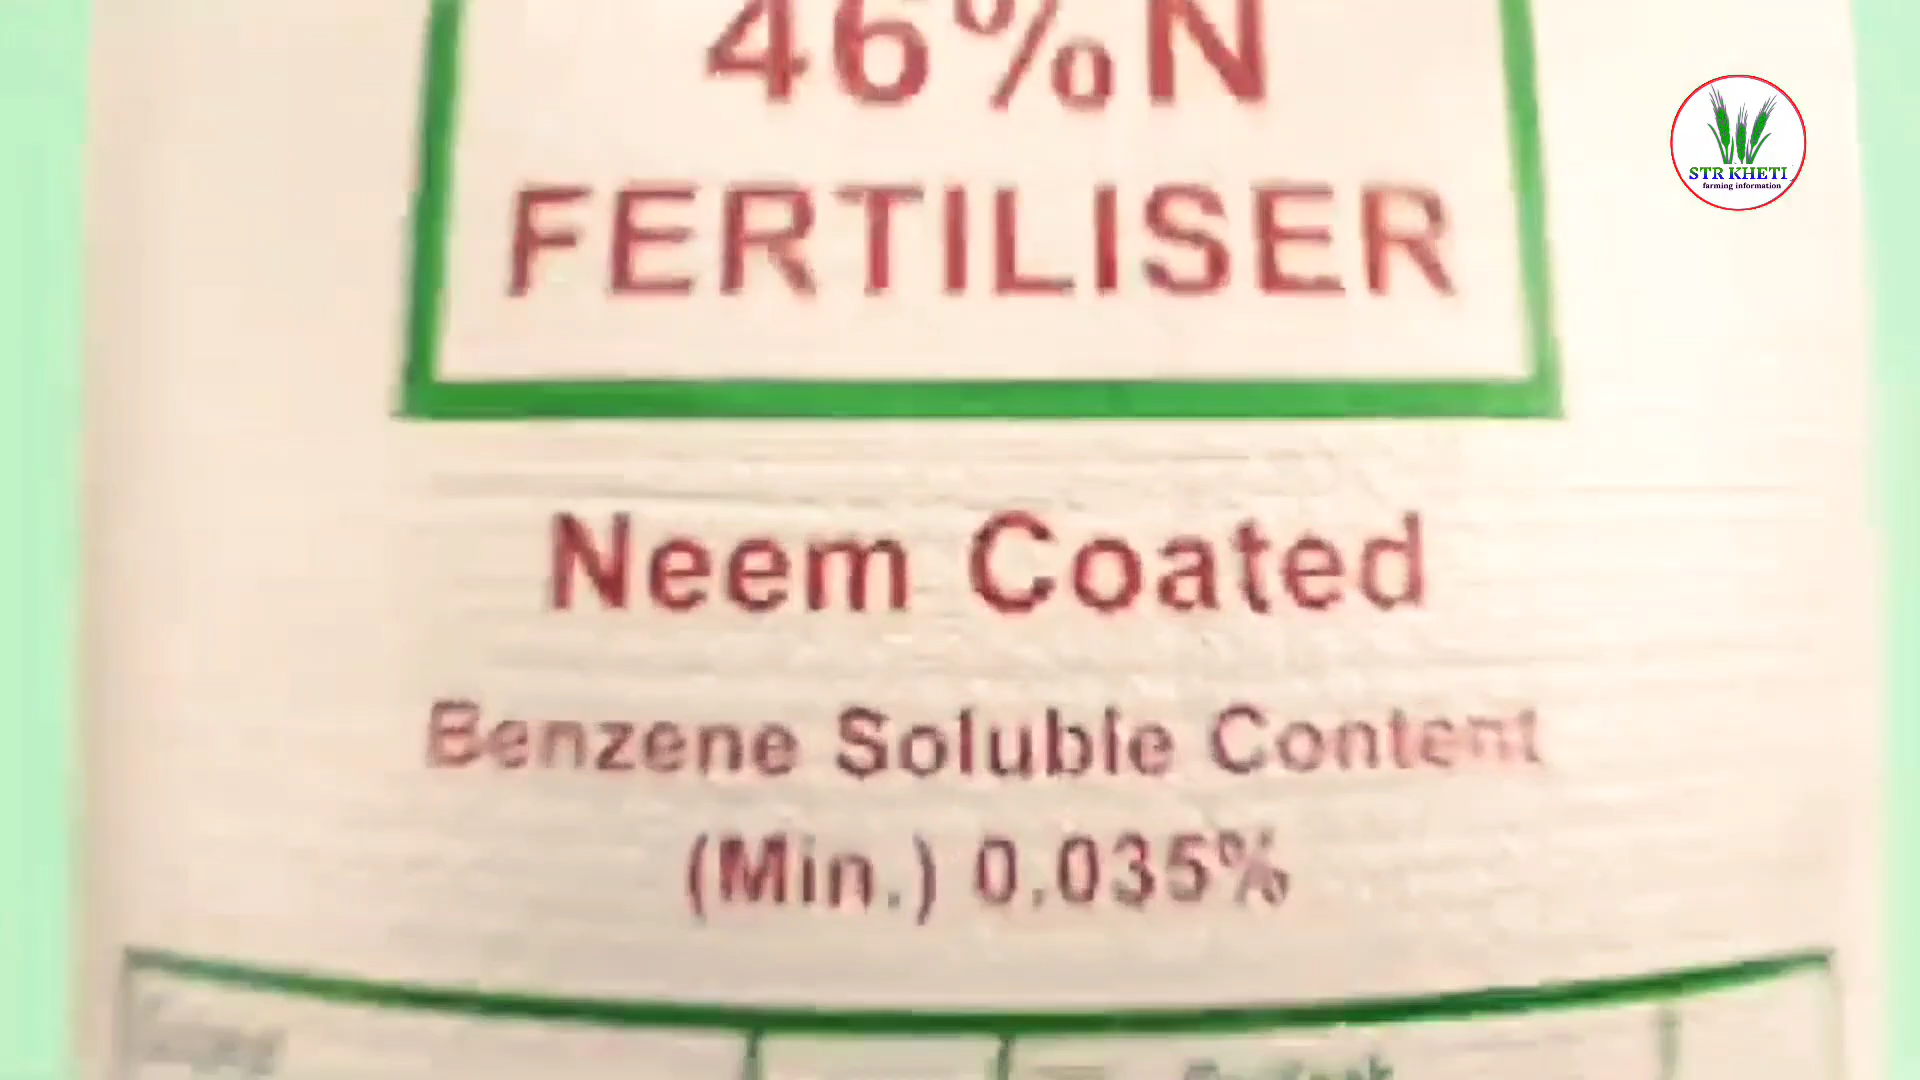 46%N
FERTILISER
Neem Coated
Benzene Soluble Content
(Min.) 0.035%
STR KHETI
farming information